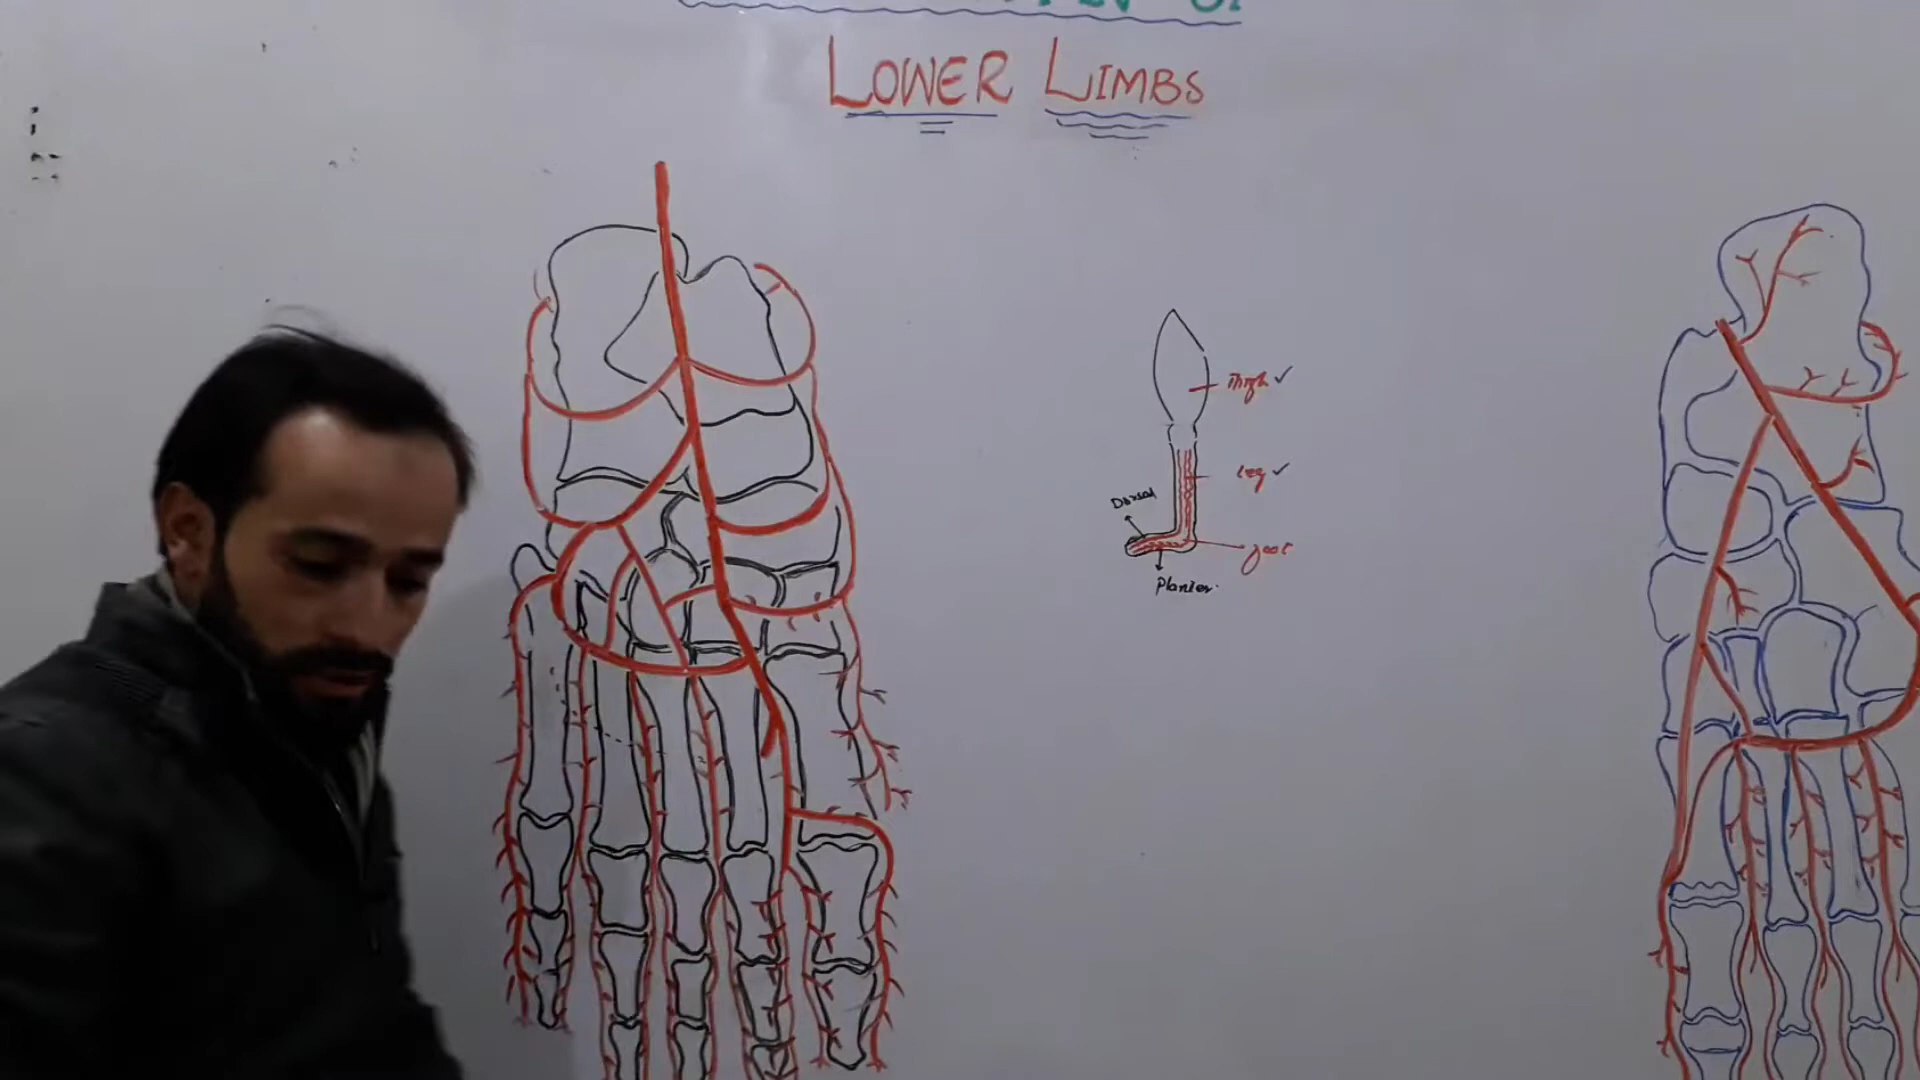 LOWER LIMBS
Thigh ✓
Leg ✓
Dorsal
foot
Planter.